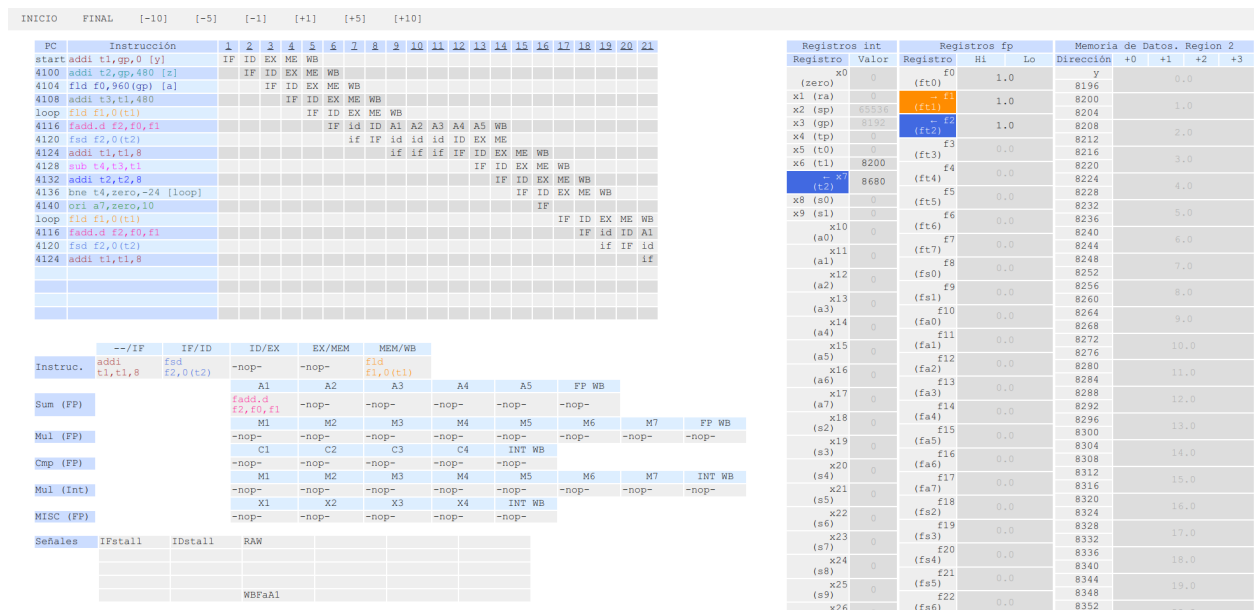 INICIO FINAL [-10] [-5] [-1] [+1] [+5] [+10]
PC Instrucción 1 2 3 4 5 6 7 8 9 10 11 12 13 14 15 16 17 18 19 20 21
start addi t1,gp,0 [y] IF ID EX ME WB
4100 addi t2,gp,480 [z] IF ID EX ME WB
4104 fld f0,960(gp) [a] IF ID EX ME WB
4108 addi t3,t1,480 IF ID EX ME WB
loop fld f1,0(t1) IF ID EX ME WB
4116 fadd.d f2,f0,f1 IF id ID A1 A2 A3 A4 A5 WB
4120 fsd f2,0(t2) if IF id id id ID EX ME
4124 addi t1,t1,8 if if if IF ID EX ME WB
4128 sub t4,t3,t1 IF ID EX ME WB
4132 addi t2,t2,8 IF ID EX ME WB
4136 bne t4,zero,-24 [loop] IF ID EX ME WB
4140 ori a7,zero,10 IF
loop fld f1,0(t1) IF ID EX ME WB
4116 fadd.d f2,f0,f1 IF id ID A1
4120 fsd f2,0(t2) if IF id
4124 addi t1,t1,8 if
--/IF IF/ID ID/EX EX/MEM MEM/WB
Instruc. addi t1,t1,8 fsd f2,0(t2) -nop- -nop- fld f1,0(t1)
A1 A2 A3 A4 A5 FP WB
Sum (FP) fadd.d f2,f0,f1 -nop- -nop- -nop- -nop- -nop-
M1 M2 M3 M4 M5 M6 M7 FP WB
Mul (FP) -nop- -nop- -nop- -nop- -nop- -nop- -nop- -nop-
C1 C2 C3 C4 INT WB
Cmp (FP) -nop- -nop- -nop- -nop- -nop-
M1 M2 M3 M4 M5 M6 M7 INT WB
Mul (Int) -nop- -nop- -nop- -nop- -nop- -nop- -nop- -nop-
X1 X2 X3 X4 INT WB
MISC (FP) -nop- -nop- -nop- -nop- -nop-
Señales IFstall IDstall RAW
WBFaA1
Registros int
Registro Valor
x0 (zero) 0
x1 (ra) 0
x2 (sp) 65536
x3 (gp) 8192
x4 (tp) 0
x5 (t0) 0
x6 (t1) 8200
← x7 (t2) 8680
x8 (s0) 0
x9 (s1) 0
x10 (a0) 0
x11 (a1) 0
x12 (a2) 0
x13 (a3) 0
x14 (a4) 0
x15 (a5) 0
x16 (a6) 0
x17 (a7) 0
x18 (s2) 0
x19 (s3) 0
x20 (s4) 0
x21 (s5) 0
x22 (s6) 0
x23 (s7) 0
x24 (s8) 0
x25 (s9) 0
x26
Registros fp
Registro Hi Lo
f0 (ft0) 1.0
← f1 (ft1) 1.0
← f2 (ft2) 1.0
f3 (ft3) 0.0
f4 (ft4) 0.0
f5 (ft5) 0.0
f6 (ft6) 0.0
f7 (ft7) 0.0
f8 (fs0) 0.0
f9 (fs1) 0.0
f10 (fa0) 0.0
f11 (fa1) 0.0
f12 (fa2) 0.0
f13 (fa3) 0.0
f14 (fa4) 0.0
f15 (fa5) 0.0
f16 (fa6) 0.0
f17 (fa7) 0.0
f18 (fs2) 0.0
f19 (fs3) 0.0
f20 (fs4) 0.0
f21 (fs5) 0.0
f22 (fs6) 0.0
Memoria de Datos. Region 2
Dirección +0 +1 +2 +3
y
8196 0.0
8200
8204 1.0
8208
8212 2.0
8216
8220 3.0
8224
8228 4.0
8232
8236 5.0
8240
8244 6.0
8248
8252 7.0
8256
8260 8.0
8264
8268 9.0
8272
8276 10.0
8280
8284 11.0
8288
8292 12.0
8296
8300 13.0
8304
8308 14.0
8312
8316 15.0
8320
8324 16.0
8328
8332 17.0
8336
8340 18.0
8344
8348 19.0
8352